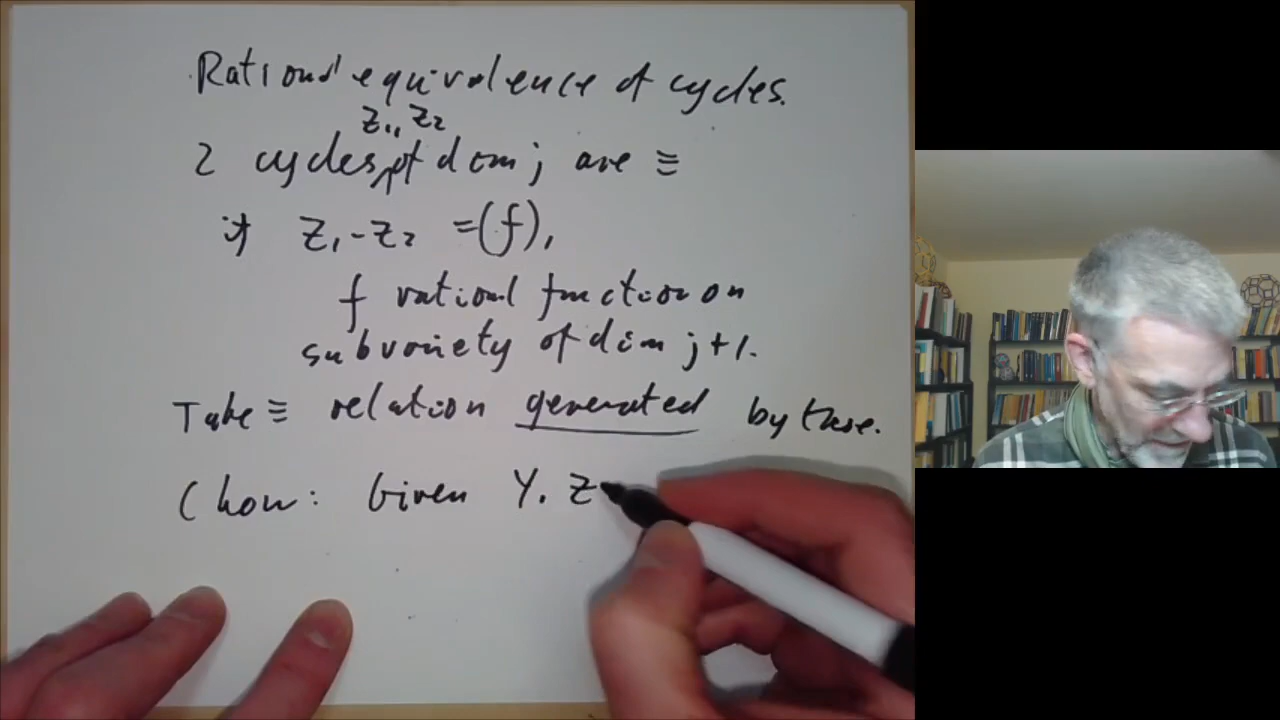 Rational equivalence of cycles.
z₁, z₂
2 cycles, of dim j are ≡
if z₁ - z₂ = (f),
f rational function on
subvariety of dim j+1.
Take ≡ relation generated by these.
Chow: Given Y. Z